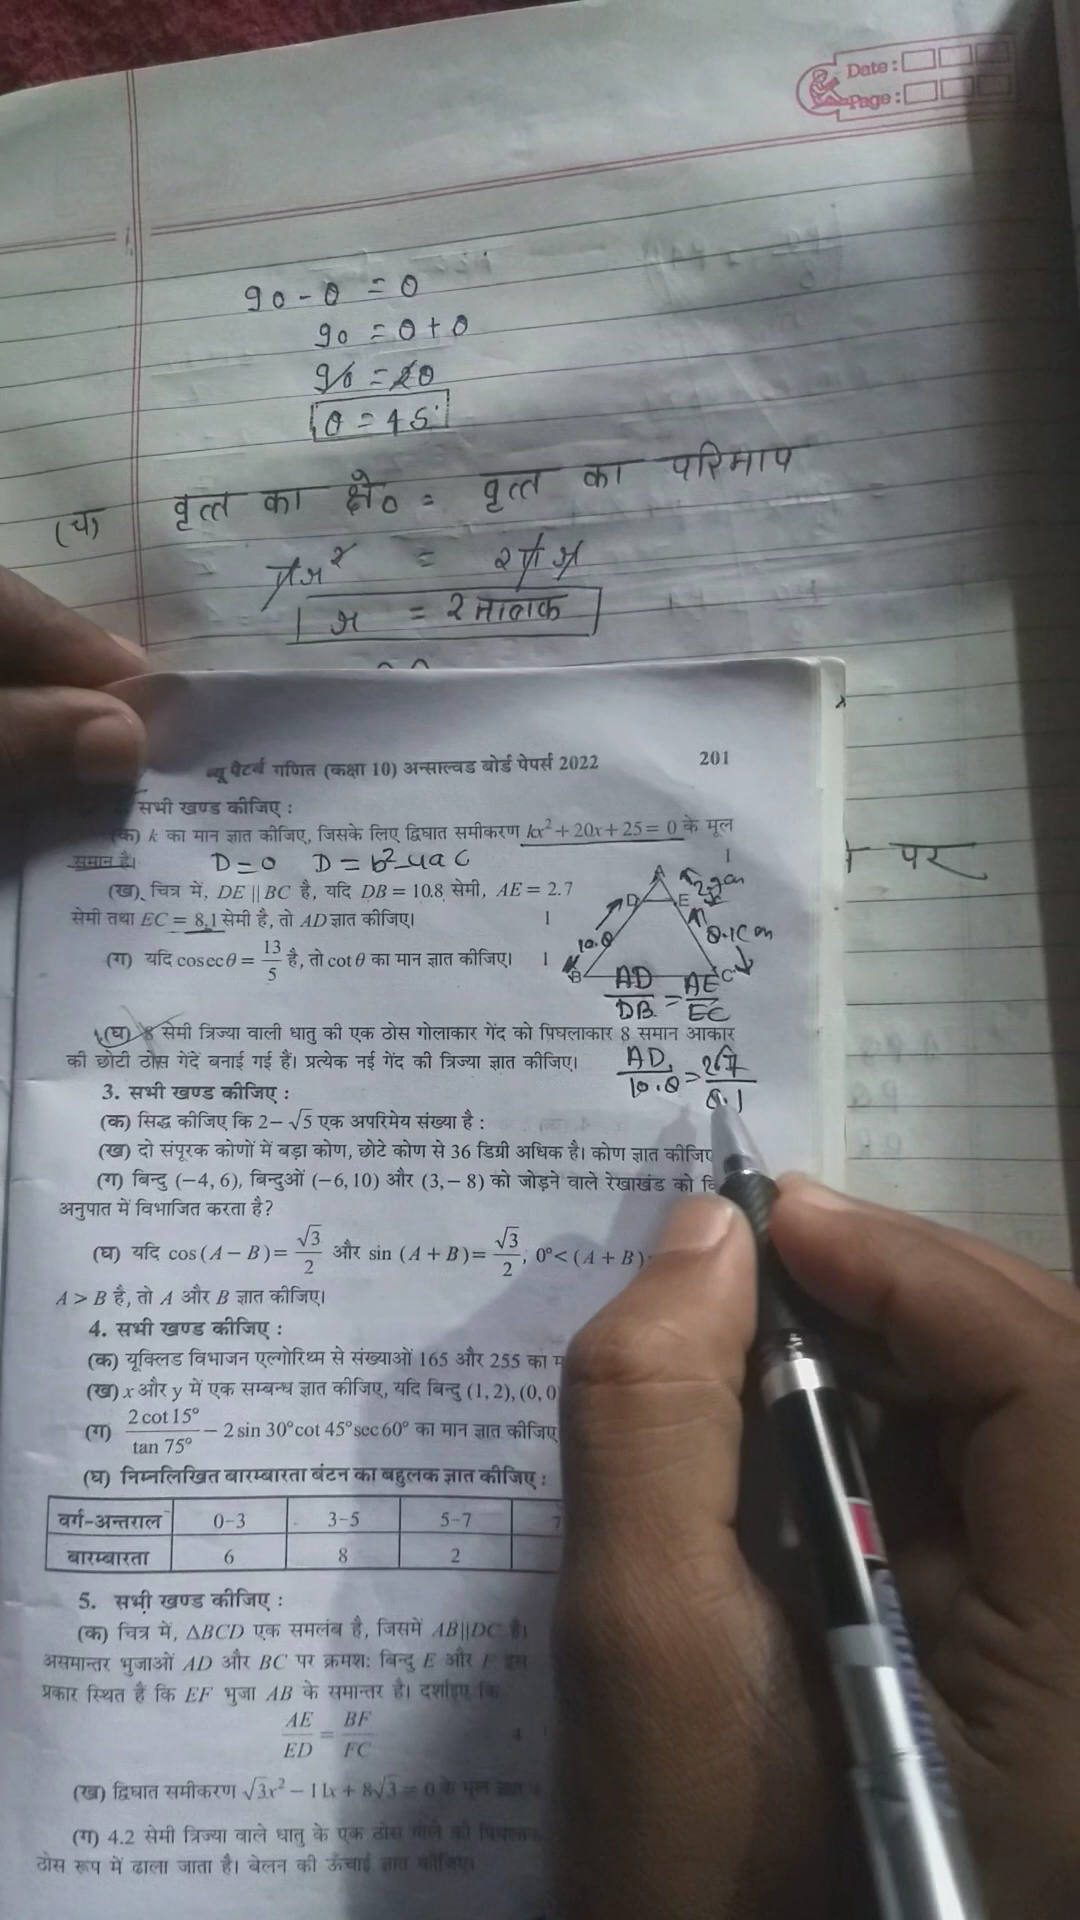 Date :
Page :
90 - θ = θ
90 = θ + θ
90 = 2θ
θ = 45°
(च) वृत्त का क्षे० = वृत्त का परिमाप
πr² = 2πr
r = 2 मात्रक
पर
न्यू पैटर्न गणित (कक्षा 10) अन्साल्वड बोर्ड पेपर्स 2022 201
सभी खण्ड कीजिए :
(क) k का मान ज्ञात कीजिए, जिसके लिए द्विघात समीकरण kx² + 20x + 25 = 0 के मूल
समान है। 1
D = 0 D = b² - 4ac
(ख) चित्र में, DE || BC है, यदि DB = 10.8 सेमी, AE = 2.7
सेमी तथा EC = 8.1 सेमी है, तो AD ज्ञात कीजिए। 1
A
D E
10.8
8.1cm
B C
(ग) यदि cosecθ = 13/5 है, तो cot θ का मान ज्ञात कीजिए। 1
AD/DB = AE/EC
(घ) 8 सेमी त्रिज्या वाली धातु की एक ठोस गोलाकार गेंद को पिघलाकार 8 समान आकार
की छोटी ठोस गेंदें बनाई गई हैं। प्रत्येक नई गेंद की त्रिज्या ज्ञात कीजिए।
AD/10.8 = 2.7/8.1
3. सभी खण्ड कीजिए :
(क) सिद्ध कीजिए कि 2 – √5 एक अपरिमेय संख्या है :
(ख) दो संपूरक कोणों में बड़ा कोण, छोटे कोण से 36 डिग्री अधिक है। कोण ज्ञात कीजिए
(ग) बिन्दु (–4, 6), बिन्दुओं (–6, 10) और (3, – 8) को जोड़ने वाले रेखाखंड को
अनुपात में विभाजित करता है?
(घ) यदि cos (A – B) = √3/2 और sin (A + B) = √3/2, 0° < (A + B)
A > B है, तो A और B ज्ञात कीजिए।
4. सभी खण्ड कीजिए :
(क) यूक्लिड विभाजन एल्गोरिथ्म से संख्याओं 165 और 255 का म
(ख) x और y में एक सम्बन्ध ज्ञात कीजिए, यदि बिन्दु (1, 2), (0, 0
(ग) 2 cot 15°/tan 75° – 2 sin 30° cot 45° sec 60° का मान ज्ञात कीजिए
(घ) निम्नलिखित बारम्बारता बंटन का बहुलक ज्ञात कीजिए :
वर्ग-अन्तराल 0-3 3-5 5-7 7
बारम्बारता 6 8 2
5. सभी खण्ड कीजिए :
(क) चित्र में, ΔBCD एक समलंब है, जिसमें AB||DC है।
असमान्तर भुजाओं AD और BC पर क्रमशः बिन्दु E और F इस
प्रकार स्थित हैं कि EF भुजा AB के समान्तर है। दर्शाइए कि
AE/ED = BF/FC 4
(ख) द्विघात समीकरण √3x² – 11x + 8√3 = 0 के मूल ज्ञात
(ग) 4.2 सेमी त्रिज्या वाले धातु के एक ठोस गोले को पिघलाकर
ठोस रूप में ढाला जाता है। बेलन की ऊँचाई ज्ञात कीजिए।